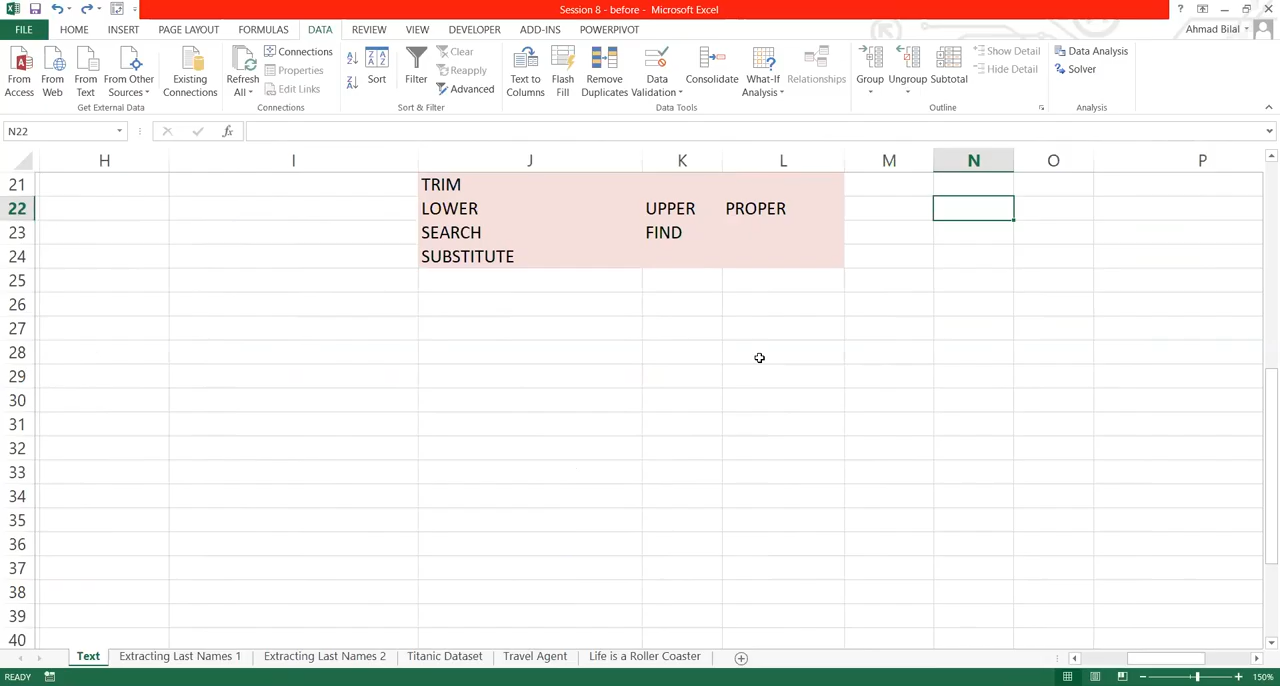 Session 8 - before - Microsoft Excel
FILE HOME INSERT PAGE LAYOUT FORMULAS DATA REVIEW VIEW DEVELOPER ADD-INS POWERPIVOT Ahmad Bilal
From Access
From Web
From Text
From Other Sources
Get External Data
Existing Connections
Refresh All
Connections
Properties
Edit Links
Connections
Sort
Filter
Clear
Reapply
Advanced
Sort & Filter
Text to Columns
Flash Fill
Remove Duplicates
Data Validation
Consolidate
What-If Analysis
Relationships
Data Tools
Group
Ungroup
Subtotal
Show Detail
Hide Detail
Outline
Data Analysis
Solver
Analysis
N22
fx
H I J K L M N O P
21 TRIM
22 LOWER UPPER PROPER
23 SEARCH FIND
24 SUBSTITUTE
25
26
27
28
29
30
31
32
33
34
35
36
37
38
39
40
Text Extracting Last Names 1 Extracting Last Names 2 Titanic Dataset Travel Agent Life is a Roller Coaster
READY 150%